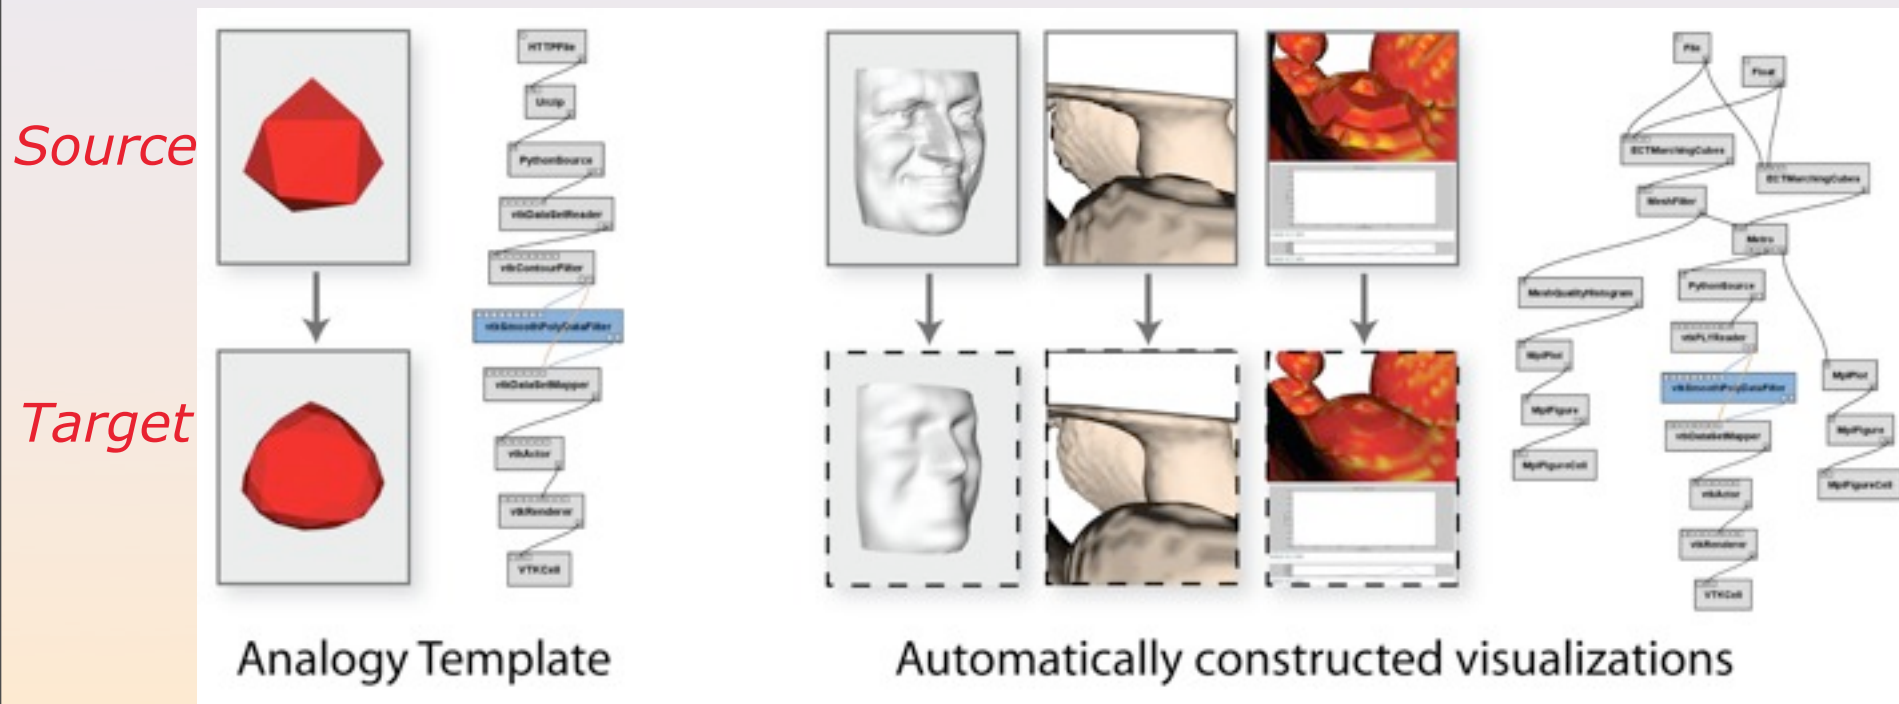 Source
Target
HTTPFile
Unzip
PythonSource
vtkDataSetReader
vtkContourFilter
vtkSmoothPolyDataFilter
vtkDataSetMapper
vtkActor
vtkRenderer
VTKCell
Analogy Template
File
Float
ECTMarchingCubes
ECTMarchingCubes
MeshFilter
Metro
MeshQualityHistogram
PythonSource
MplPlot
vtkPLYReader
MplPlot
vtkSmoothPolyDataFilter
MplFigure
MplFigure
vtkDataSetMapper
MplFigureCell
MplFigureCell
vtkActor
vtkRenderer
VTKCell
Automatically constructed visualizations